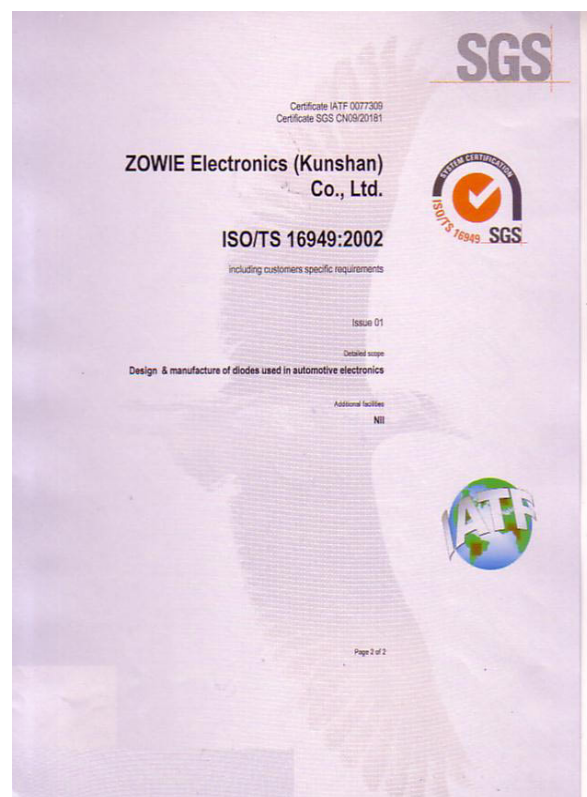 SGS
Certificate IATF 0077309
Certificate SGS CN09/20181
ZOWIE Electronics (Kunshan)
Co., Ltd.
SYSTEM CERTIFICATION
ISO/TS 16949
SGS
ISO/TS 16949:2002
including customers specific requirements
Issue 01
Detailed scope
Design & manufacture of diodes used in automotive electronics
Additional facilities
Nil
IATF
Page 2 of 2